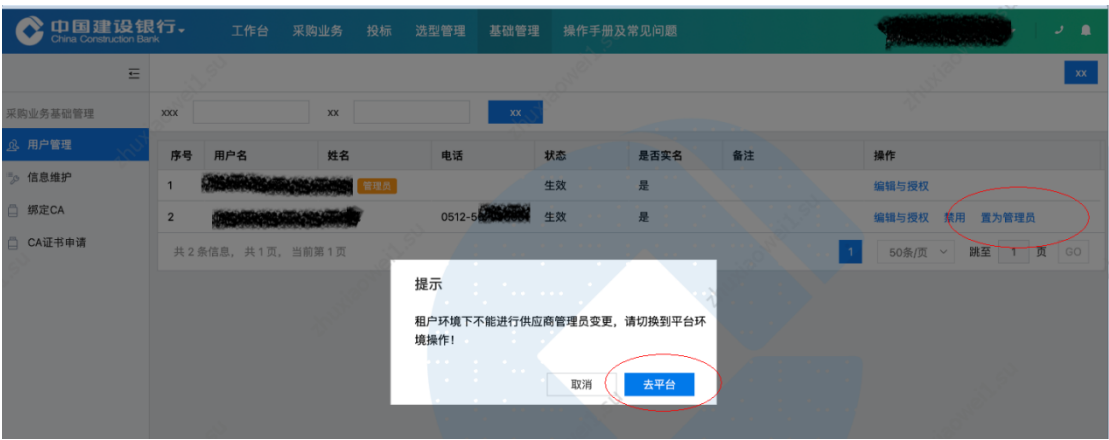 中国建设银行 工作台 采购业务 投标 选型管理 基础管理 操作手册及常见问题
China Construction Bank
xx
采购业务基础管理 xxx xx xx
用户管理
序号 用户名 姓名 电话 状态 是否实名 备注 操作
信息维护
1 管理员 生效 是 编辑与授权
绑定CA
2 0512-5 生效 是 编辑与授权 禁用 置为管理员
CA证书申请
共 2 条信息, 共 1 页, 当前第 1 页 1 50条/页 跳至 1 页 GO
提示
租户环境下不能进行供应商管理员变更, 请切换到平台环
境操作!
取消 去平台